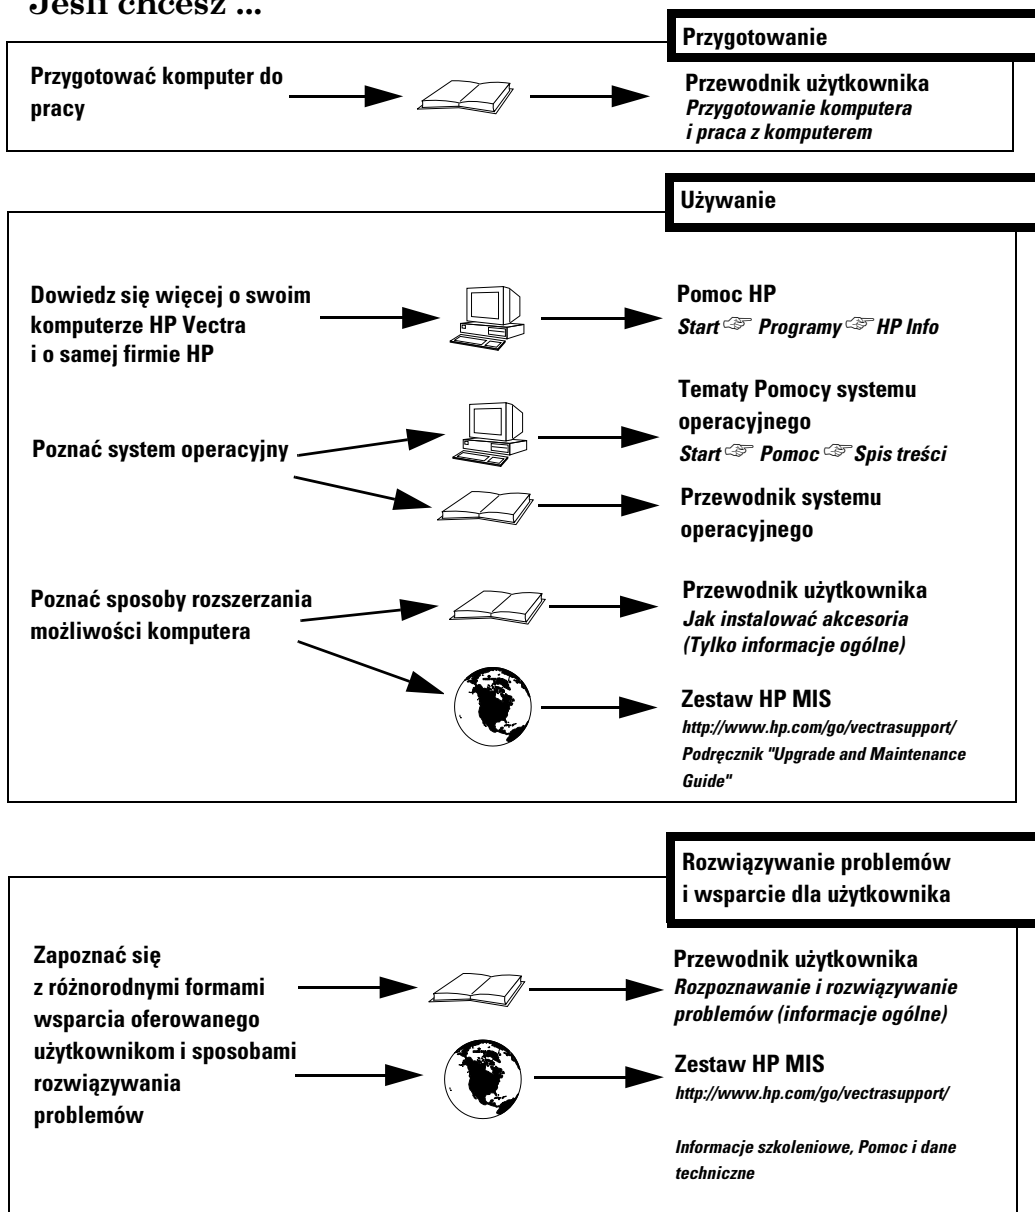 Jeśli chcesz ...
Przygotowanie
Przygotować komputer do
pracy
Przewodnik użytkownika
Przygotowanie komputera
i praca z komputerem
Używanie
Dowiedz się więcej o swoim
komputerze HP Vectra
i o samej firmie HP
Pomoc HP
Start ☞ Programy ☞ HP Info
Poznać system operacyjny
Tematy Pomocy systemu
operacyjnego
Start ☞ Pomoc ☞ Spis treści
Przewodnik systemu
operacyjnego
Poznać sposoby rozszerzania
możliwości komputera
Przewodnik użytkownika
Jak instalować akcesoria
(Tylko informacje ogólne)
Zestaw HP MIS
http://www.hp.com/go/vectrasupport/
Podręcznik "Upgrade and Maintenance
Guide"
Rozwiązywanie problemów
i wsparcie dla użytkownika
Zapoznać się
z różnorodnymi formami
wsparcia oferowanego
użytkownikom i sposobami
rozwiązywania
problemów
Przewodnik użytkownika
Rozpoznawanie i rozwiązywanie
problemów (informacje ogólne)
Zestaw HP MIS
http://www.hp.com/go/vectrasupport/
Informacje szkoleniowe, Pomoc i dane
techniczne